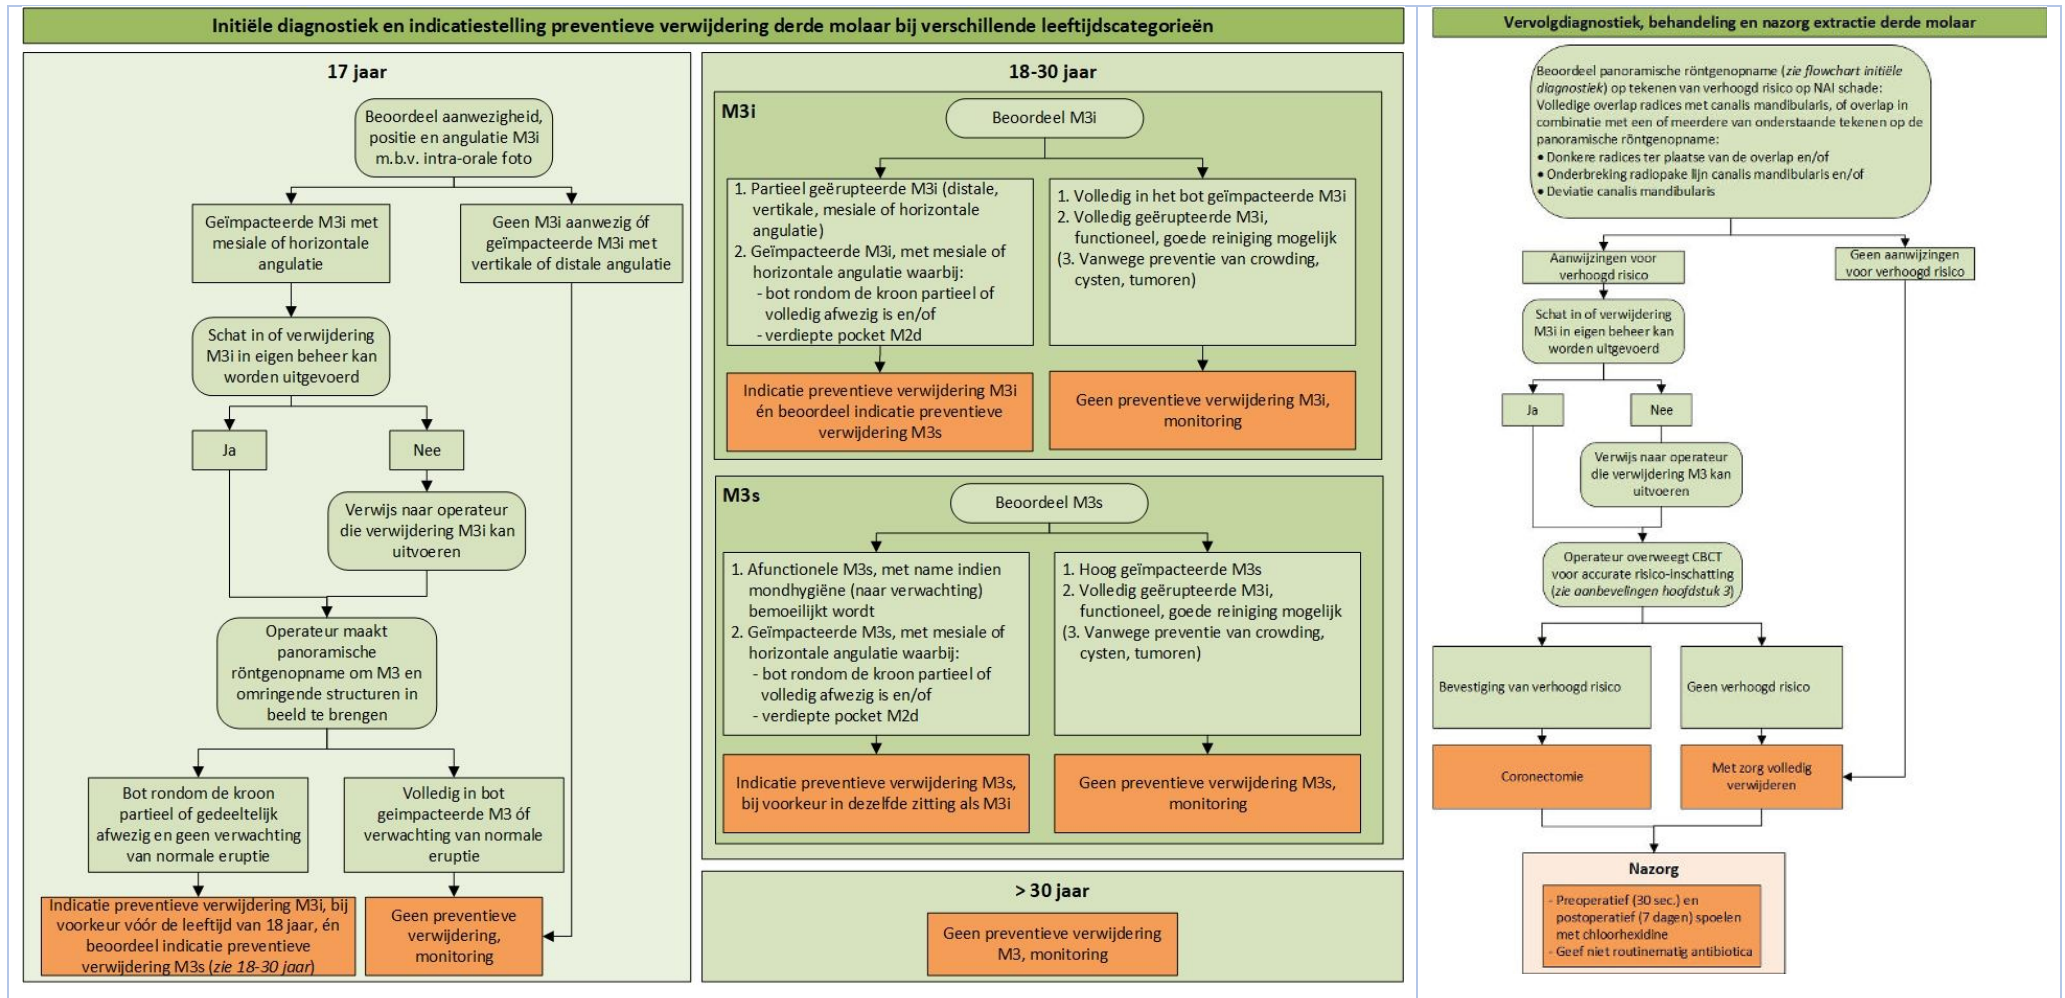 Initiële diagnostiek en indicatiestelling preventieve verwijdering derde molaar bij verschillende leeftijdscategorieën
17 jaar
Beoordeel aanwezigheid,
positie en angulatie M3i
m.b.v. intra-orale foto
Geïmpacteerde M3i met
mesiale of horizontale
angulatie
Geen M3i aanwezig óf
geïmpacteerde M3i met
vertikale of distale angulatie
Schat in of verwijdering
M3i in eigen beheer kan
worden uitgevoerd
Ja
Nee
Verwijs naar operateur
die verwijdering M3i kan
uitvoeren
Operateur maakt
panoramische
röntgenopname om M3 en
omringende structuren in
beeld te brengen
Bot rondom de kroon
partieel of gedeeltelijk
afwezig en geen verwachting
van normale eruptie
Volledig in bot
geimpacteerde M3 óf
verwachting van normale
eruptie
Indicatie preventieve verwijdering M3i, bij
voorkeur vóór de leeftijd van 18 jaar, én
beoordeel indicatie preventieve
verwijdering M3s (zie 18-30 jaar)
Geen preventieve
verwijdering,
monitoring
18-30 jaar
M3i
Beoordeel M3i
1. Partieel geërupteerde M3i (distale,
vertikale, mesiale of horizontale
angulatie)
2. Geïmpacteerde M3i, met mesiale of
horizontale angulatie waarbij:
- bot rondom de kroon partieel of
volledig afwezig is en/of
- verdiepte pocket M2d
1. Volledig in het bot geïmpacteerde M3i
2. Volledig geërupteerde M3i,
functioneel, goede reiniging mogelijk
(3. Vanwege preventie van crowding,
cysten, tumoren)
Indicatie preventieve verwijdering M3i
én beoordeel indicatie preventieve
verwijdering M3s
Geen preventieve verwijdering M3i,
monitoring
M3s
Beoordeel M3s
1. Afunctionele M3s, met name indien
mondhygiëne (naar verwachting)
bemoeilijkt wordt
2. Geïmpacteerde M3s, met mesiale of
horizontale angulatie waarbij:
- bot rondom de kroon partieel of
volledig afwezig is en/of
- verdiepte pocket M2d
1. Hoog geïmpacteerde M3s
2. Volledig geërupteerde M3i,
functioneel, goede reiniging mogelijk
(3. Vanwege preventie van crowding,
cysten, tumoren)
Indicatie preventieve verwijdering M3s,
bij voorkeur in dezelfde zitting als M3i
Geen preventieve verwijdering M3s,
monitoring
> 30 jaar
Geen preventieve verwijdering
M3, monitoring
Vervolgdiagnostiek, behandeling en nazorg extractie derde molaar
Beoordeel panoramische röntgenopname (zie flowchart initiële
diagnostiek) op tekenen van verhoogd risico op NAI schade:
Volledige overlap radices met canalis mandibularis, of overlap in
combinatie met een of meerdere van onderstaande tekenen op de
panoramische röntgenopname:
• Donkere radices ter plaatse van de overlap en/of
• Onderbreking radiopake lijn canalis mandibularis en/of
• Deviatie canalis mandibularis
Aanwijzingen voor
verhoogd risico
Geen aanwijzingen
voor verhoogd risico
Schat in of verwijdering
M3i in eigen beheer kan
worden uitgevoerd
Ja
Nee
Verwijs naar operateur
die verwijdering M3 kan
uitvoeren
Operateur overweegt CBCT
voor accurate risico-inschatting
(zie aanbevelingen hoofdstuk 3)
Bevestiging van verhoogd risico
Geen verhoogd risico
Coronectomie
Met zorg volledig
verwijderen
Nazorg
- Preoperatief (30 sec.) en
postoperatief (7 dagen) spoelen
met chloorhexidine
- Geef niet routinematig antibiotica